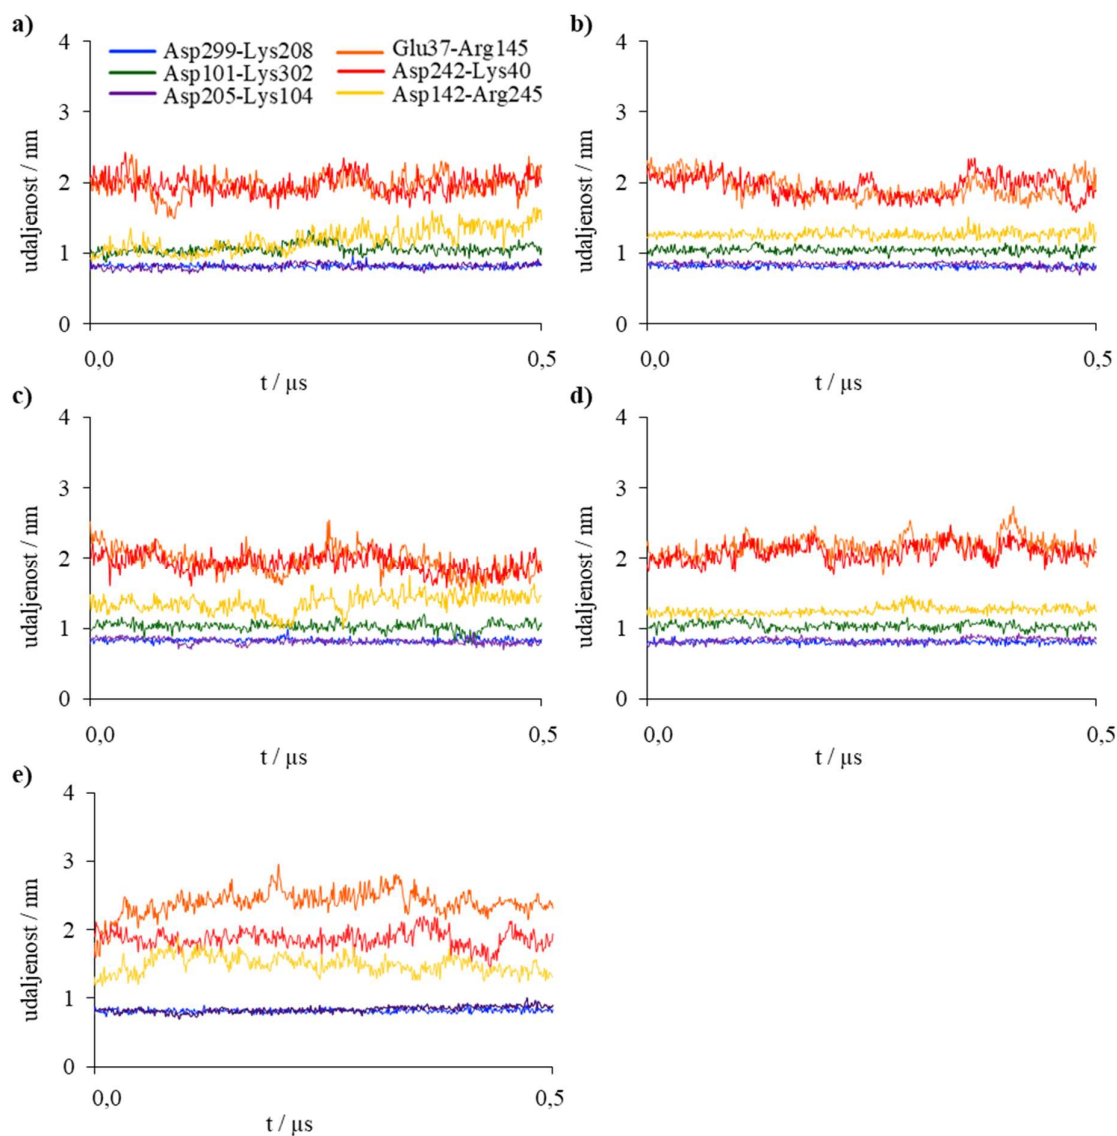 a)
Asp299-Lys208
Asp101-Lys302
Asp205-Lys104
Glu37-Arg145
Asp242-Lys40
Asp142-Arg245
udaljenost / nm
4
3
2
1
0
0,0
0,5
t / µs
b)
udaljenost / nm
4
3
2
1
0
0,0
0,5
t / µs
c)
udaljenost / nm
4
3
2
1
0
0,0
0,5
t / µs
d)
udaljenost / nm
4
3
2
1
0
0,0
0,5
t / µs
e)
udaljenost / nm
4
3
2
1
0
0,0
0,5
t / µs